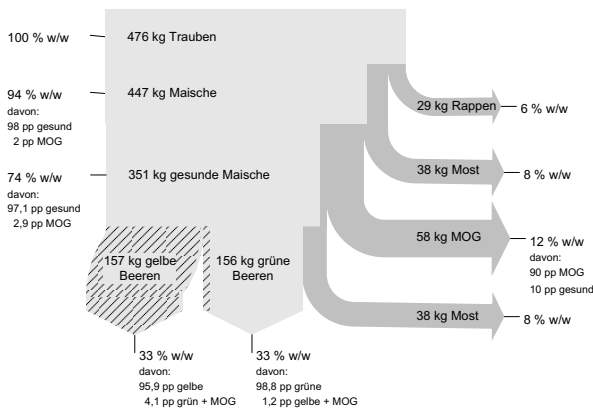 100 % w/w
476 kg Trauben
94 % w/w
davon:
98 pp gesund
2 pp MOG
447 kg Maische
29 kg Rappen
6 % w/w
74 % w/w
davon:
97,1 pp gesund
2,9 pp MOG
351 kg gesunde Maische
38 kg Most
8 % w/w
58 kg MOG
12 % w/w
davon:
90 pp MOG
10 pp gesund
157 kg gelbe
Beeren
156 kg grüne
Beeren
38 kg Most
8 % w/w
33 % w/w
davon:
95,9 pp gelbe
4,1 pp grün + MOG
33 % w/w
davon:
98,8 pp grüne
1,2 pp gelbe + MOG